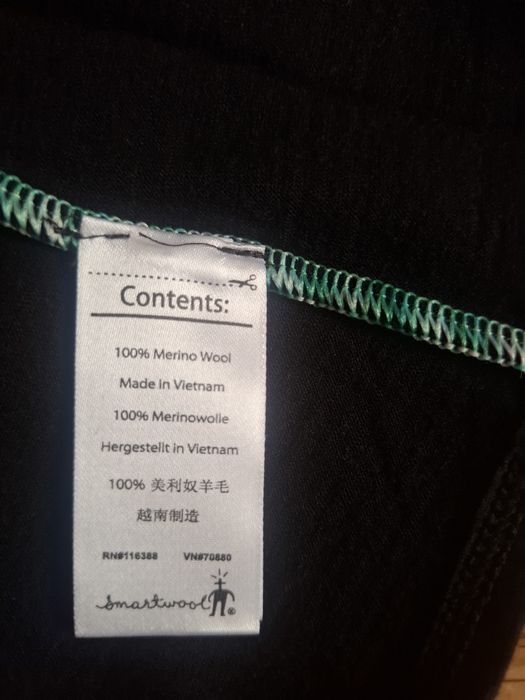 Contents:
100% Merino Wool
Made in Vietnam
100% Merinowolle
Hergestellt in Vietnam
100% 美利奴羊毛
越南制造
RN#116388 VN#70880
smartwool®